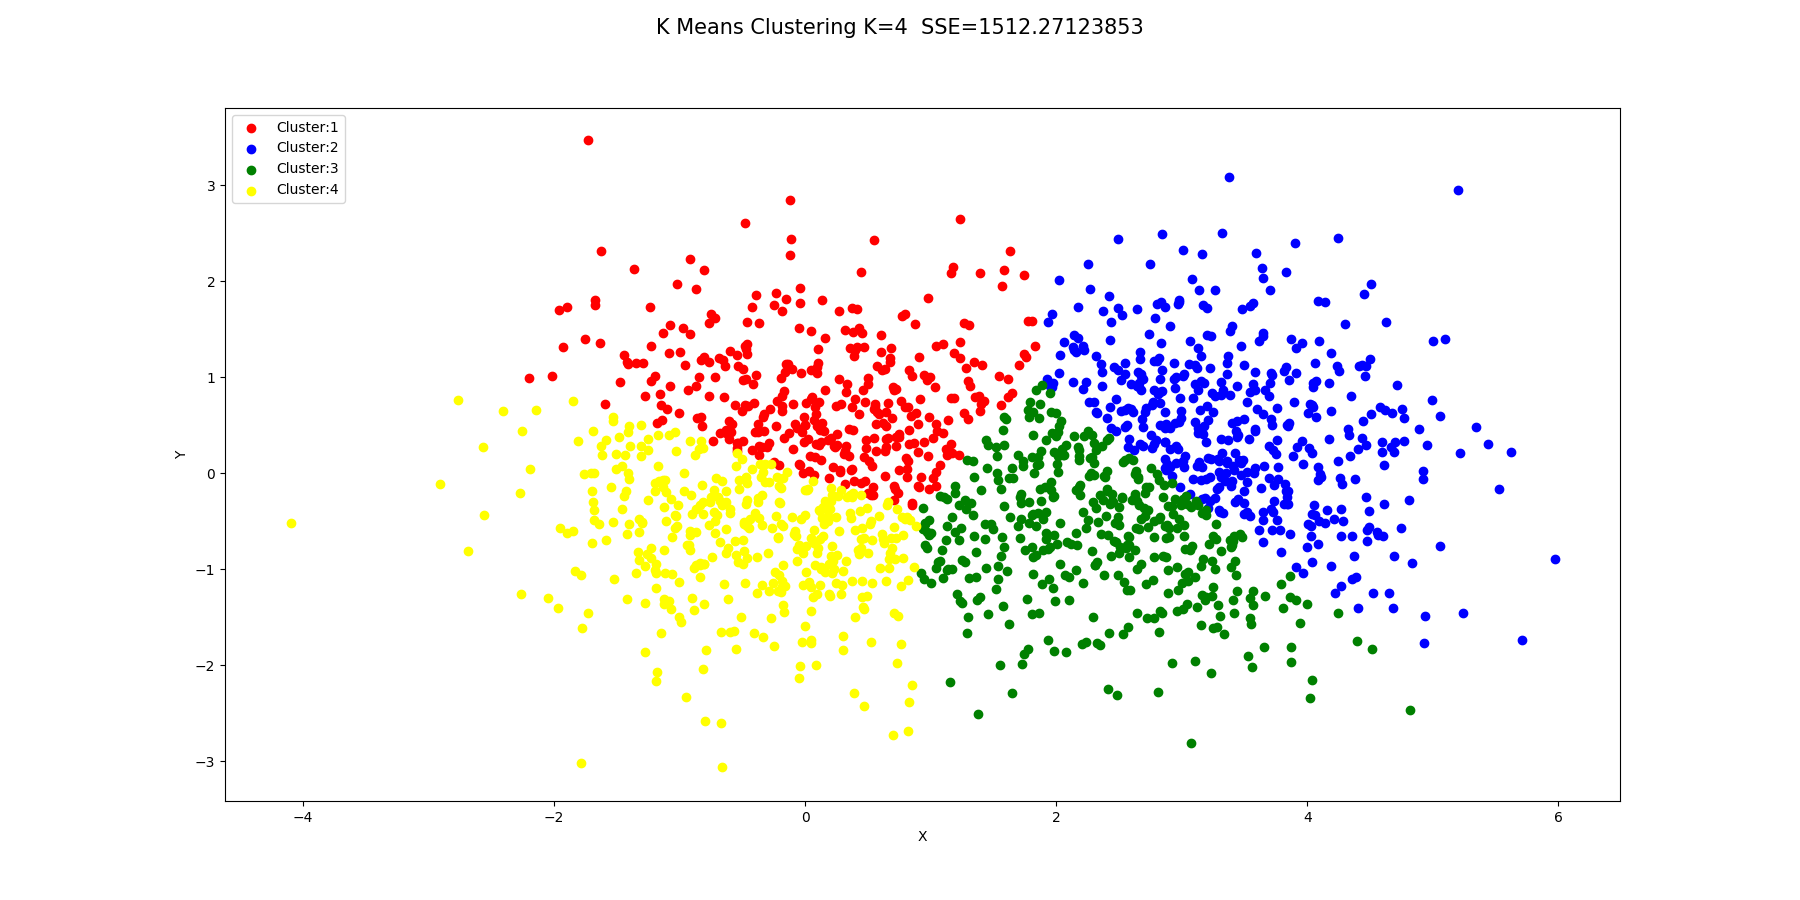 K Means Clustering K=4  SSE=1512.27123853
Cluster:1
Cluster:2
Cluster:3
Cluster:4
3
2
1
0
−1
−2
−3
Y
−4 −2 0 2 4 6
X